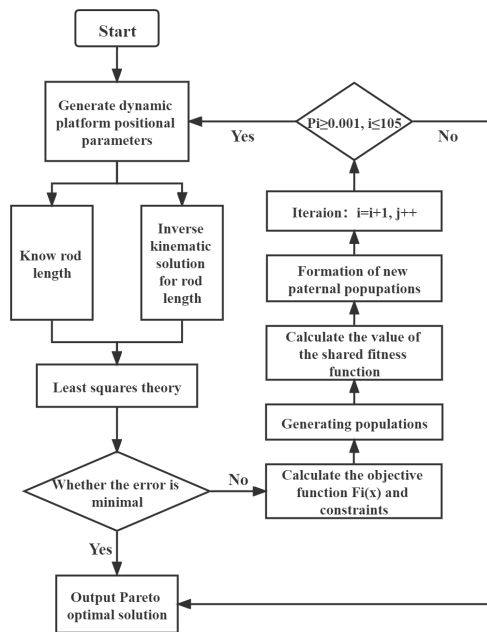 Start
Generate dynamic
platform positional
parameters
Know rod
length
Inverse
kinematic
solution
for rod
length
Least squares theory
Whether the error is
minimal
Yes
Output Pareto
optimal solution
No
Calculate the objective
function Fi(x) and
constraints
Generating populations
Calculate the value of
the shared fitness
function
Formation of new
paternal popupations
Iteraion：i=i+1, j++
Pi≥0.001, i≤105
Yes
No